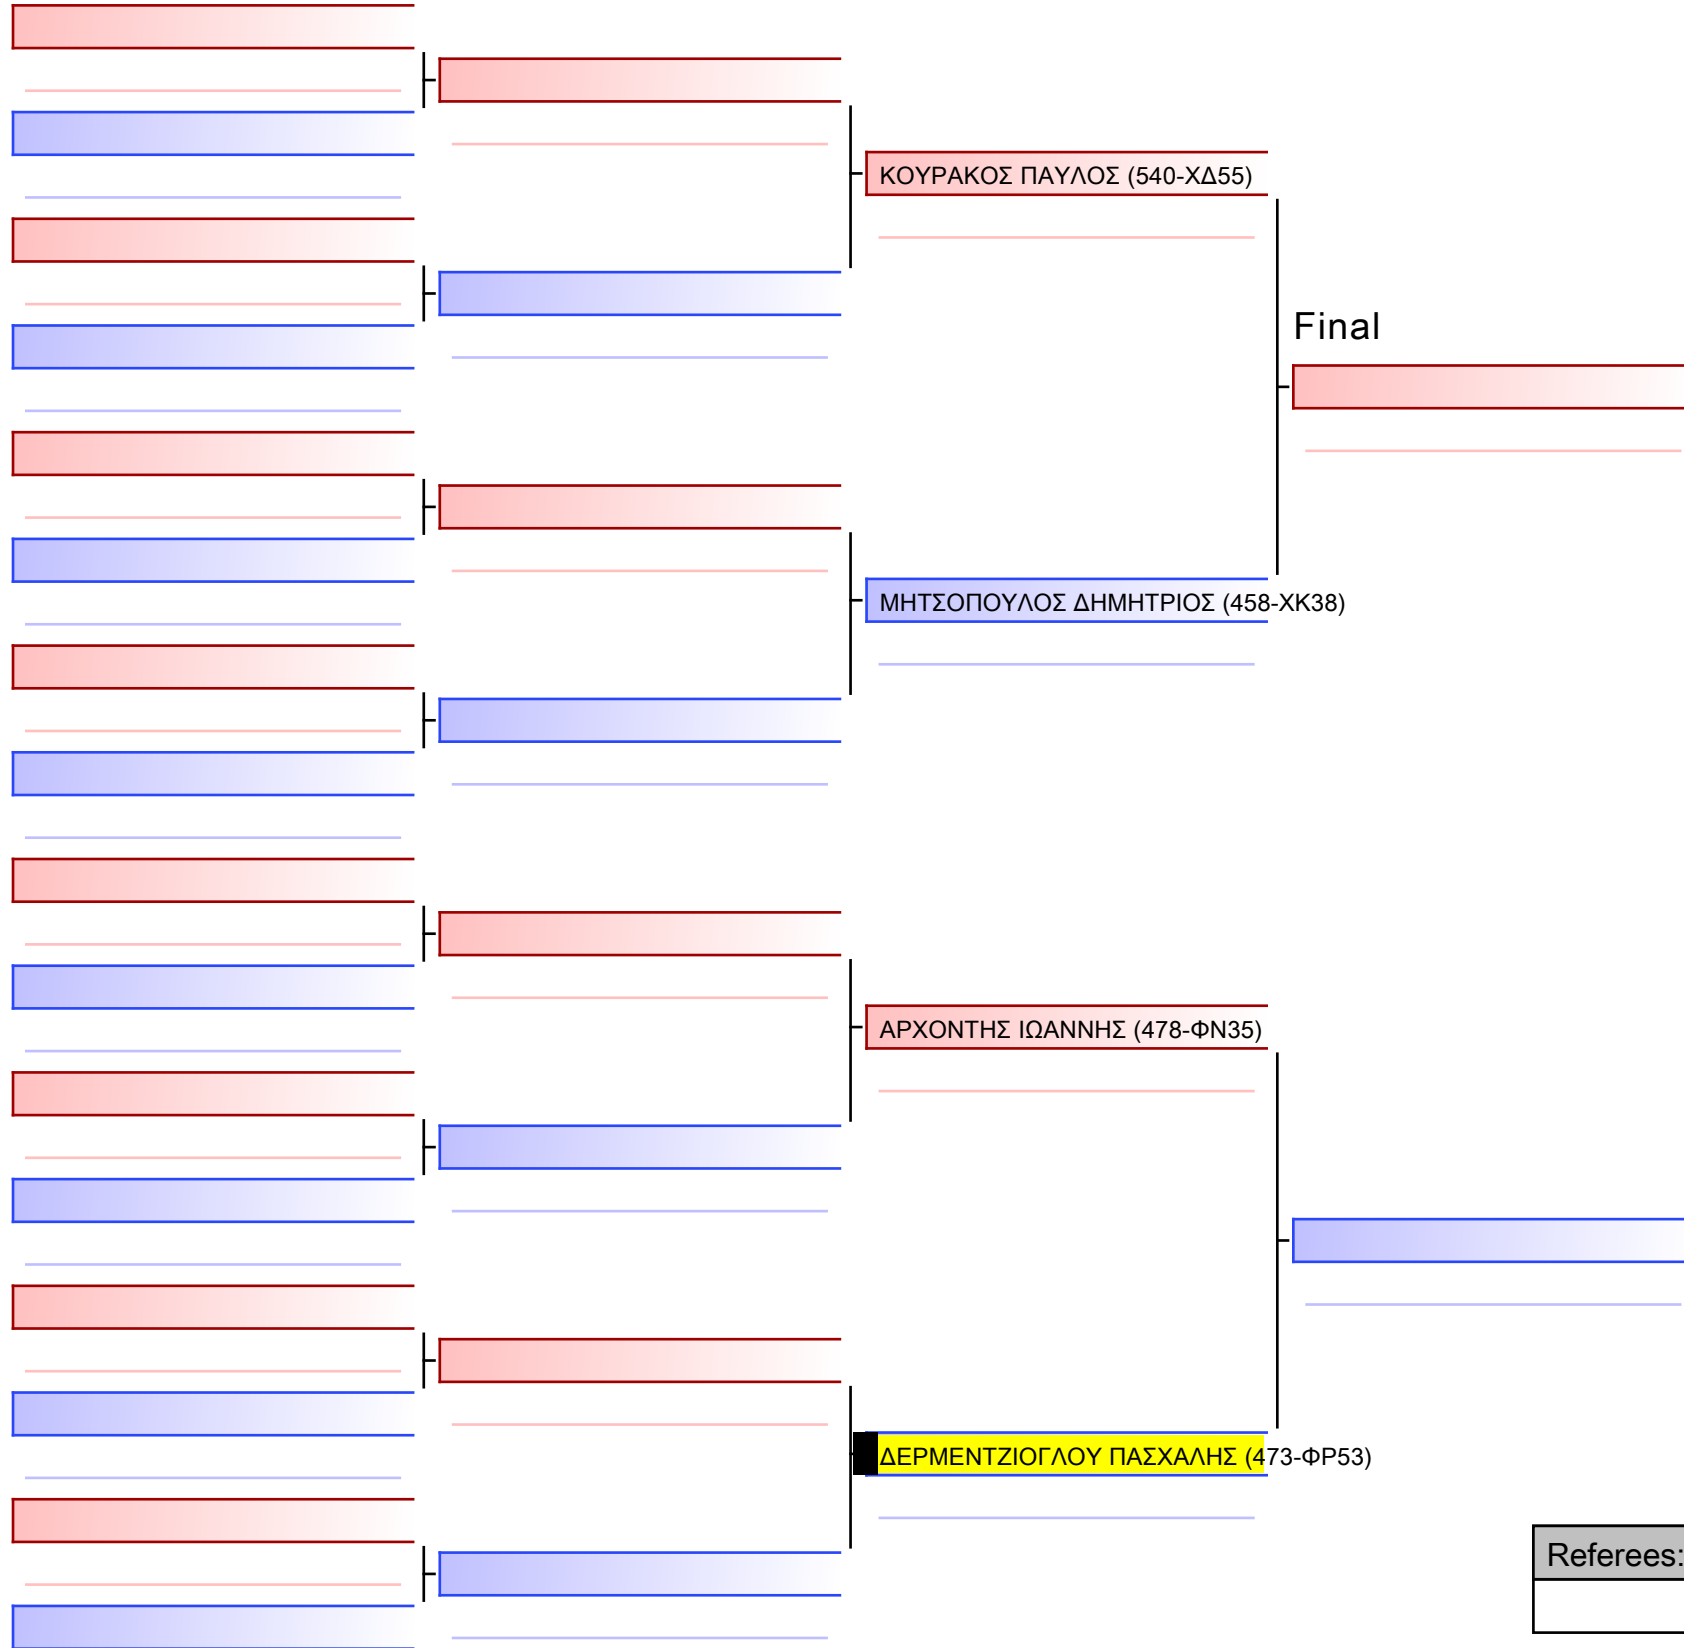 ΚΟΥΡΑΚΟΣ ΠΑΥΛΟΣ (540-ΧΔ55)
Final
ΜΗΤΣΟΠΟΥΛΟΣ ΔΗΜΗΤΡΙΟΣ (458-ΧΚ38)
ΑΡΧΟΝΤΗΣ ΙΩΑΝΝΗΣ (478-ΦΝ35)
ΔΕΡΜΕΝΤΖΙΟΓΛΟΥ ΠΑΣΧΑΛΗΣ (473-ΦΡ53)
Referees: